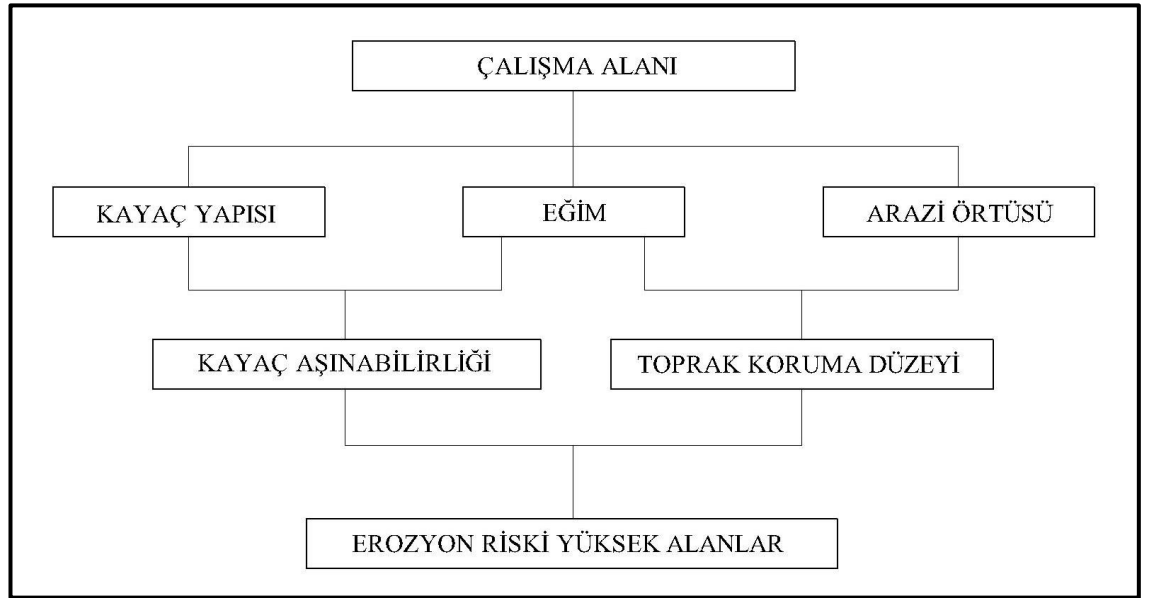 ÇALIŞMA ALANI
KAYAÇ YAPISI
EĞİM
ARAZİ ÖRTÜSÜ
KAYAÇ AŞINABİLİRLİĞİ
TOPRAK KORUMA DÜZEYİ
EROZYON RİSKİ YÜKSEK ALANLAR